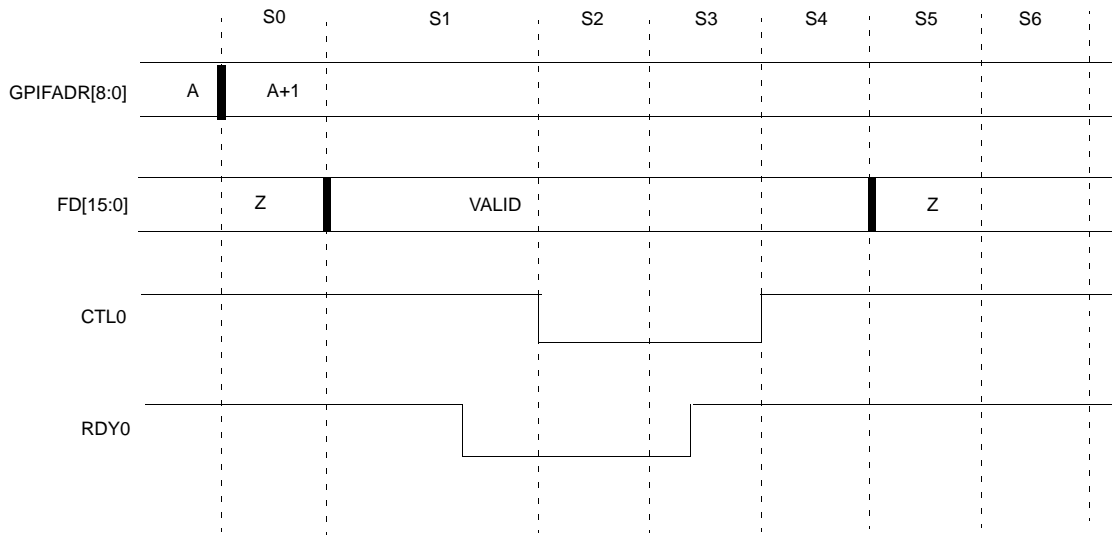 S0 S1 S2 S3 S4 S5 S6
GPIFADR[8:0] A A+1
FD[15:0] Z VALID Z
CTL0
RDY0